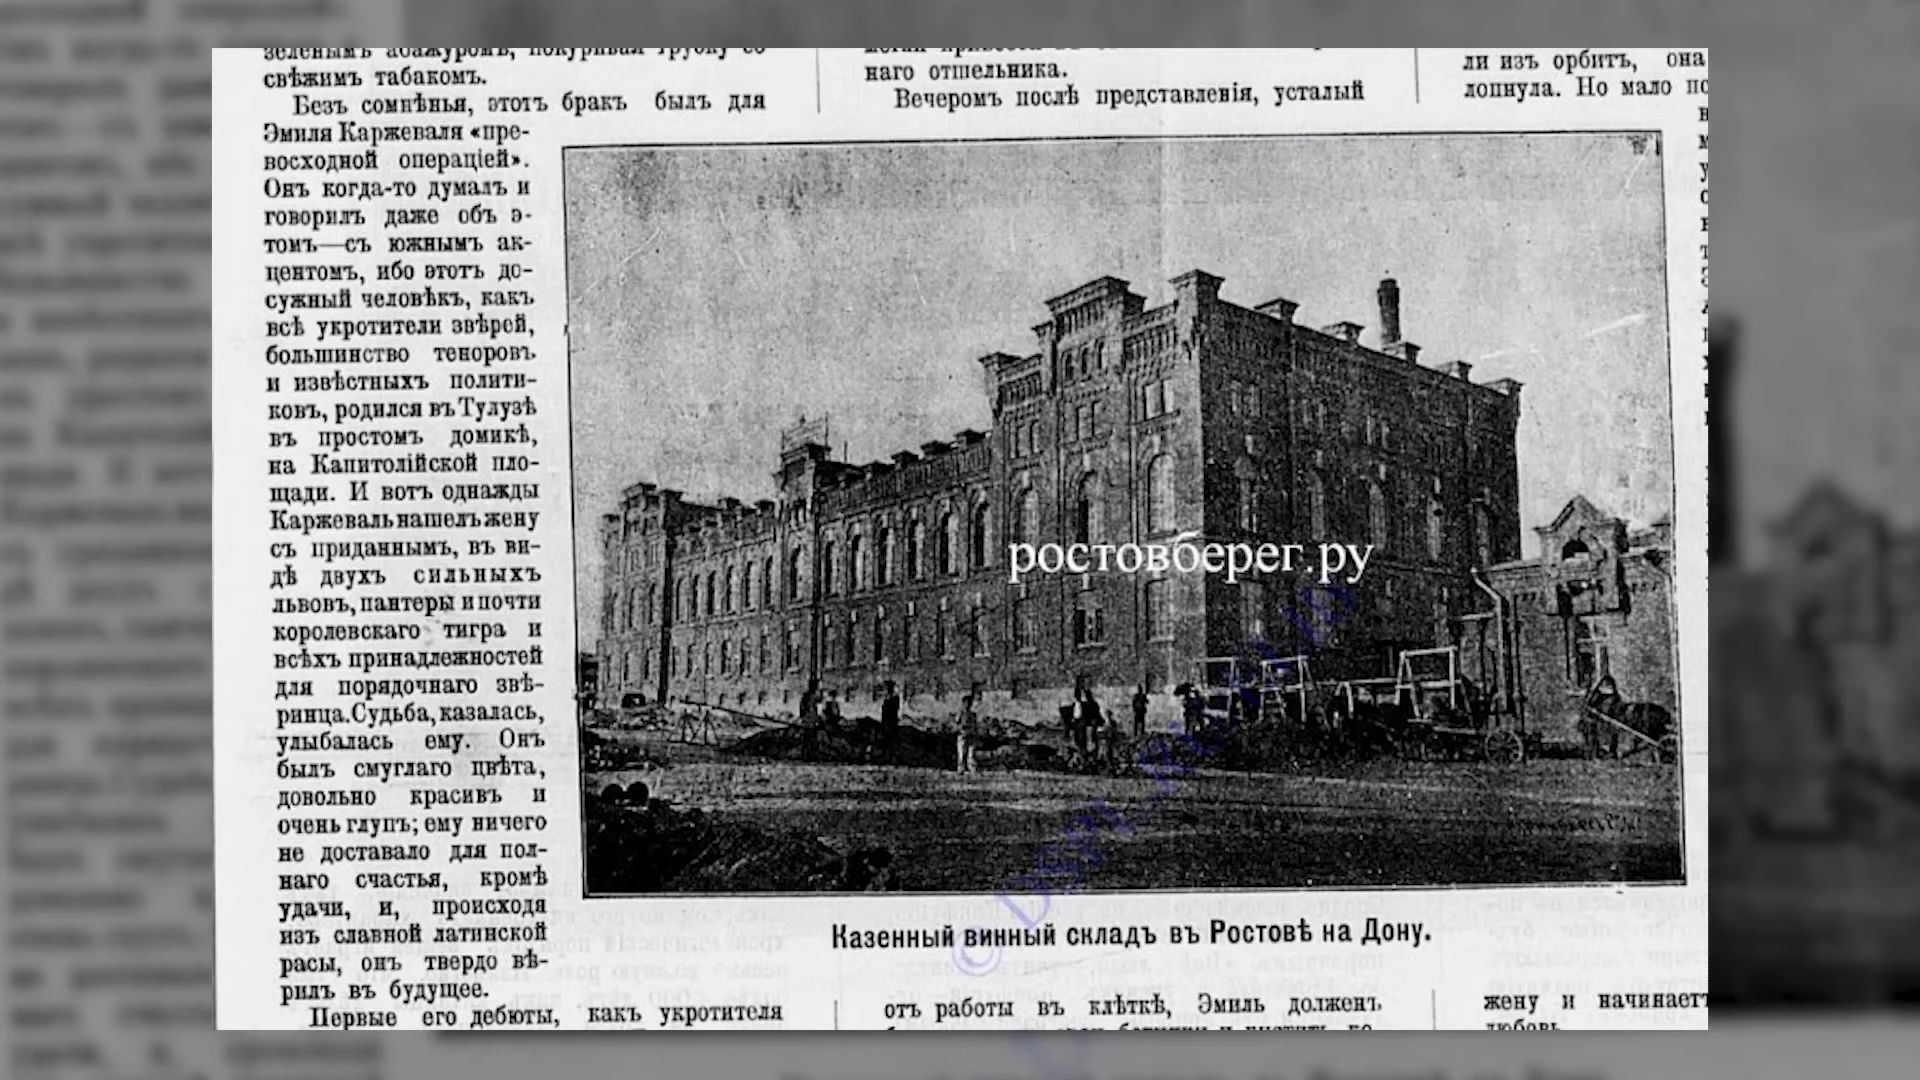 зеленымъ абажуромъ, покуривая трубку со
свѣжимъ табакомъ.
Безъ сомнѣнья, этотъ бракъ былъ для
Эмиля Каржеваля «пре-
восходной операціей».
Онъ когда-то думалъ и
говорилъ даже объ э-
томъ—съ южнымъ ак-
центомъ, ибо этотъ до-
сужный человѣкъ, какъ
всѣ укротители звѣрей,
большинство теноровъ
и извѣстныхъ полити-
ковъ, родился въ Тулузѣ
въ простомъ домикѣ,
на Капитолійской пло-
щади. И вотъ однажды
Каржеваль нашелъ жену
съ приданнымъ, въ ви-
дѣ двухъ сильныхъ
львовъ, пантеры и почти
королевскаго тигра и
всѣхъ принадлежностей
для порядочнаго звѣ-
ринца. Судьба, казалась,
улыбалась ему. Онъ
былъ смуглаго цвѣта,
довольно красивъ и
очень глупъ; ему ничего
не доставало для пол-
наго счастья, кромѣ
удачи, и, происходя
изъ славной латинской
расы, онъ твердо вѣ-
рилъ въ будущее.
Первые его дебюты, какъ укротителя
наго отшельника.
Вечеромъ послѣ представленія, усталый
ли изъ орбитъ, она
лопнула. Но мало по
ростовберег.ру
Казенный винный складъ въ Ростовѣ на Дону.
отъ работы въ клѣткѣ, Эмиль долженъ
жену и начинаетъ
любовь